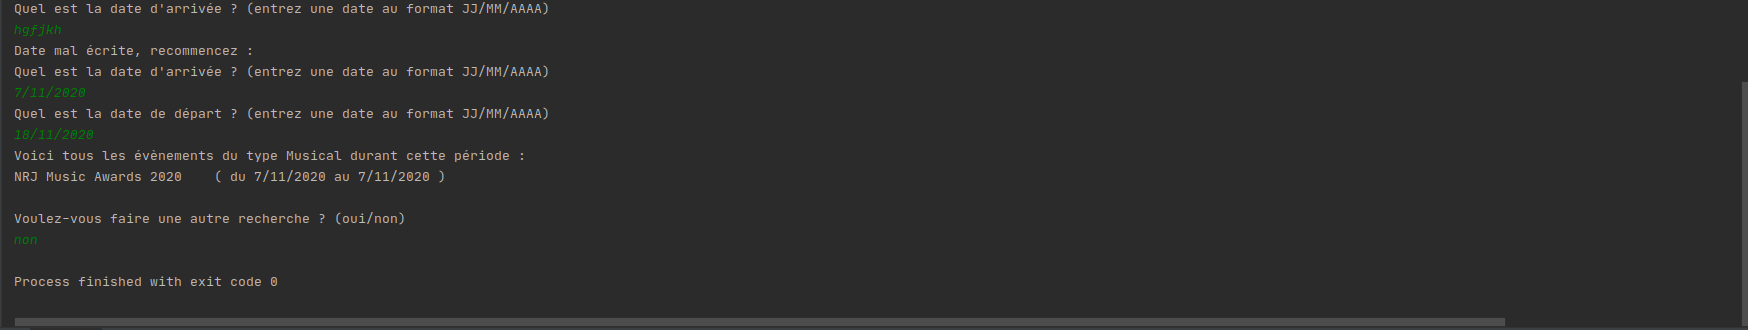 Quel est la date d'arrivée ? (entrez une date au format JJ/MM/AAAA)
hgfjkh
Date mal écrite, recommencez :
Quel est la date d'arrivée ? (entrez une date au format JJ/MM/AAAA)
7/11/2020
Quel est la date de départ ? (entrez une date au format JJ/MM/AAAA)
18/11/2020
Voici tous les évènements du type Musical durant cette période :
NRJ Music Awards 2020    ( du 7/11/2020 au 7/11/2020 )
Voulez-vous faire une autre recherche ? (oui/non)
non
Process finished with exit code 0